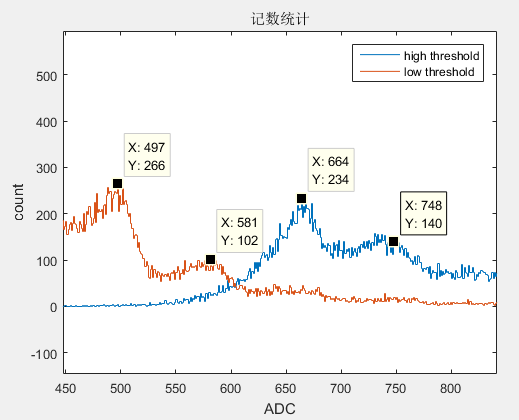 记数统计
high threshold
low threshold
X: 497
Y: 266
X: 664
Y: 234
X: 581
Y: 102
X: 748
Y: 140
500
400
300
200
100
0
-100
count
450
500
550
600
650
700
750
800
ADC